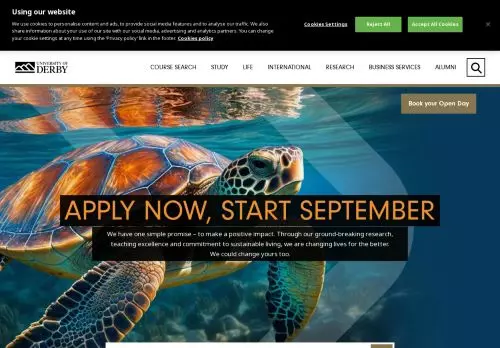 Using our website
We use cookies to personalise content and ads, to provide social media features and to analyse our traffic. We also
share information about your use of our site with our social media, advertising and analytics partners. You can
change your cookie settings at any time using the 'Privacy policy' link in the footer. Cookies policy
Cookies Settings
Reject All
Accept All Cookies
UNIVERSITY OF
DERBY
COURSE SEARCH
STUDY
LIFE
INTERNATIONAL
RESEARCH
BUSINESS SERVICES
ALUMNI
Book your Open Day
APPLY NOW, START SEPTEMBER
We have one simple promise – to make a positive impact. Through our ground-breaking research,
teaching excellence and commitment to sustainable living, we are changing lives for the better.
We could change yours too.